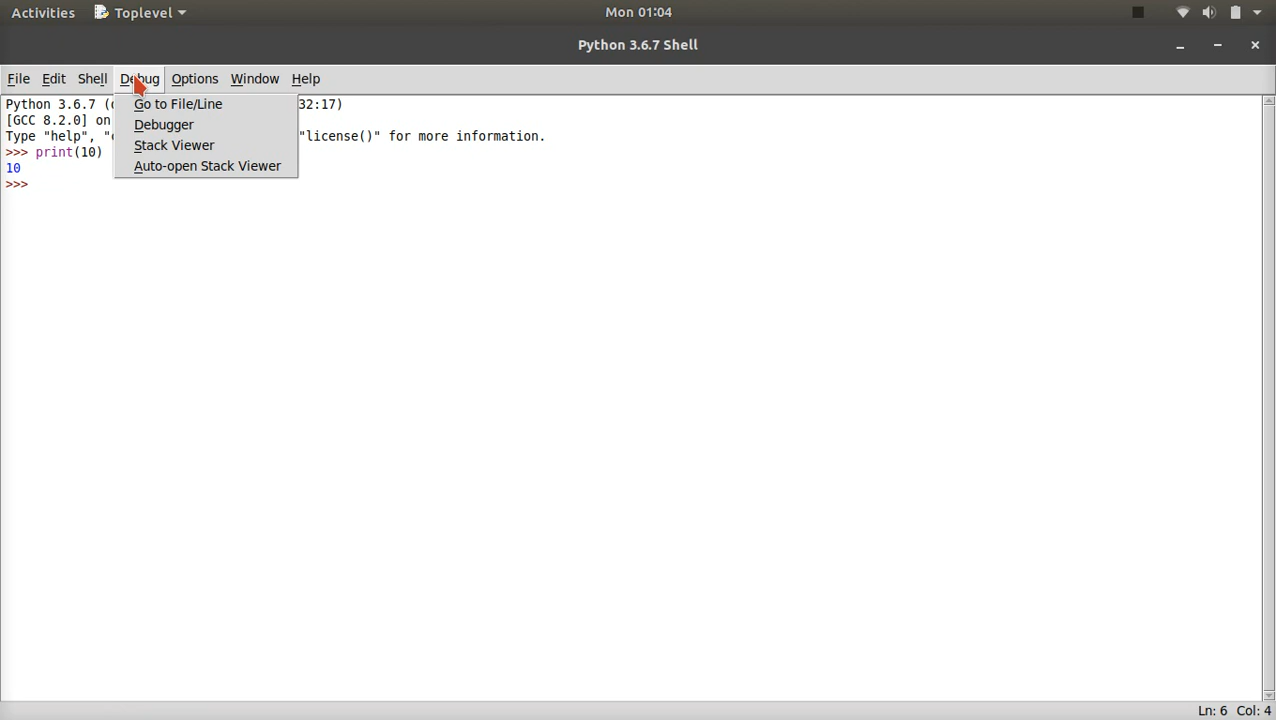 Activities Toplevel Mon 01:04
Python 3.6.7 Shell
File Edit Shell Debug Options Window Help
Go to File/Line
Debugger
Stack Viewer
Auto-open Stack Viewer
Python 3.6.7 ( 32:17)
[GCC 8.2.0] on
Type "help", " "license()" for more information.
>>> print(10)
10
>>>
Ln: 6 Col: 4